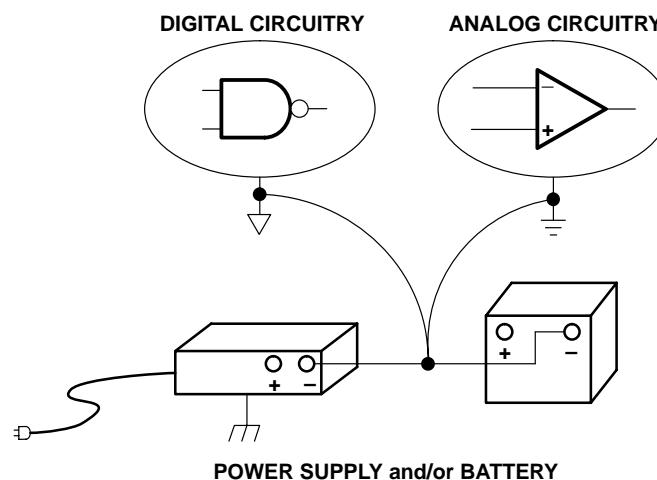 DIGITAL CIRCUITRY
ANALOG CIRCUITRY
−
+
+ −
+ −
POWER SUPPLY and/or BATTERY